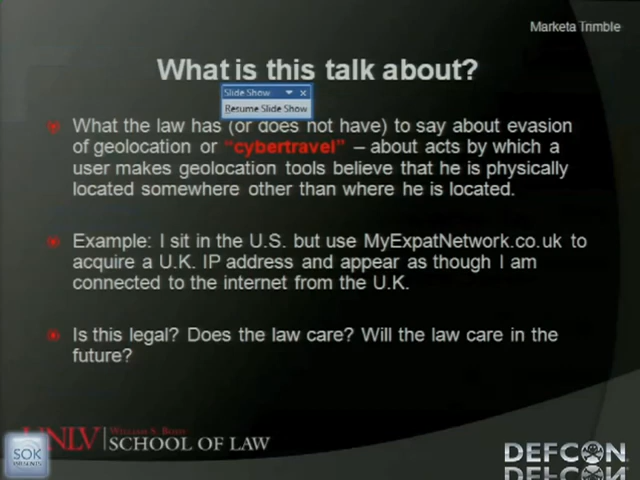 Marketa Trimble
What is this talk about?
Slide Show
Resume Slide Show
What the law has (or does not have) to say about evasion
of geolocation or "cybertravel" – about acts by which a
user makes geolocation tools believe that he is physically
located somewhere other than where he is located.
Example: I sit in the U.S. but use MyExpatNetwork.co.uk to
acquire a U.K. IP address and appear as though I am
connected to the internet from the U.K.
Is this legal? Does the law care? Will the law care in the
future?
UNLV WILLIAM S. BOYD
SCHOOL OF LAW
SOK
PRESENTS
DEFCON